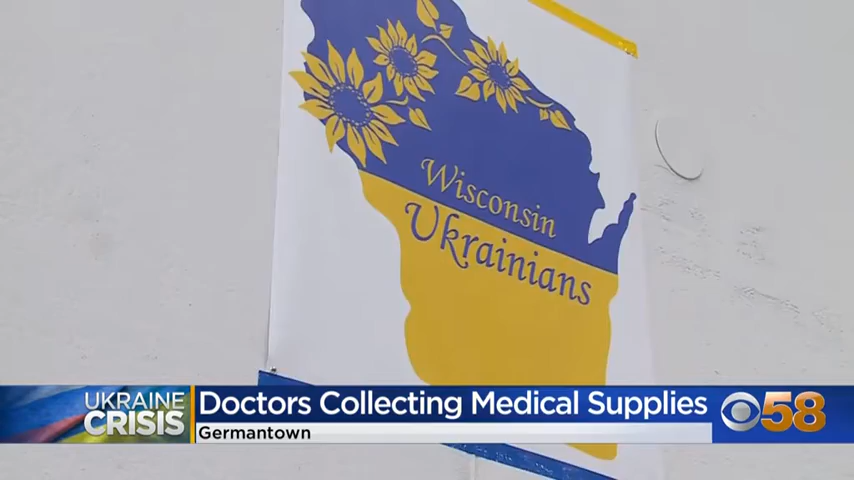 Wisconsin
Ukrainians
UKRAINE
CRISIS
Doctors Collecting Medical Supplies
Germantown
58